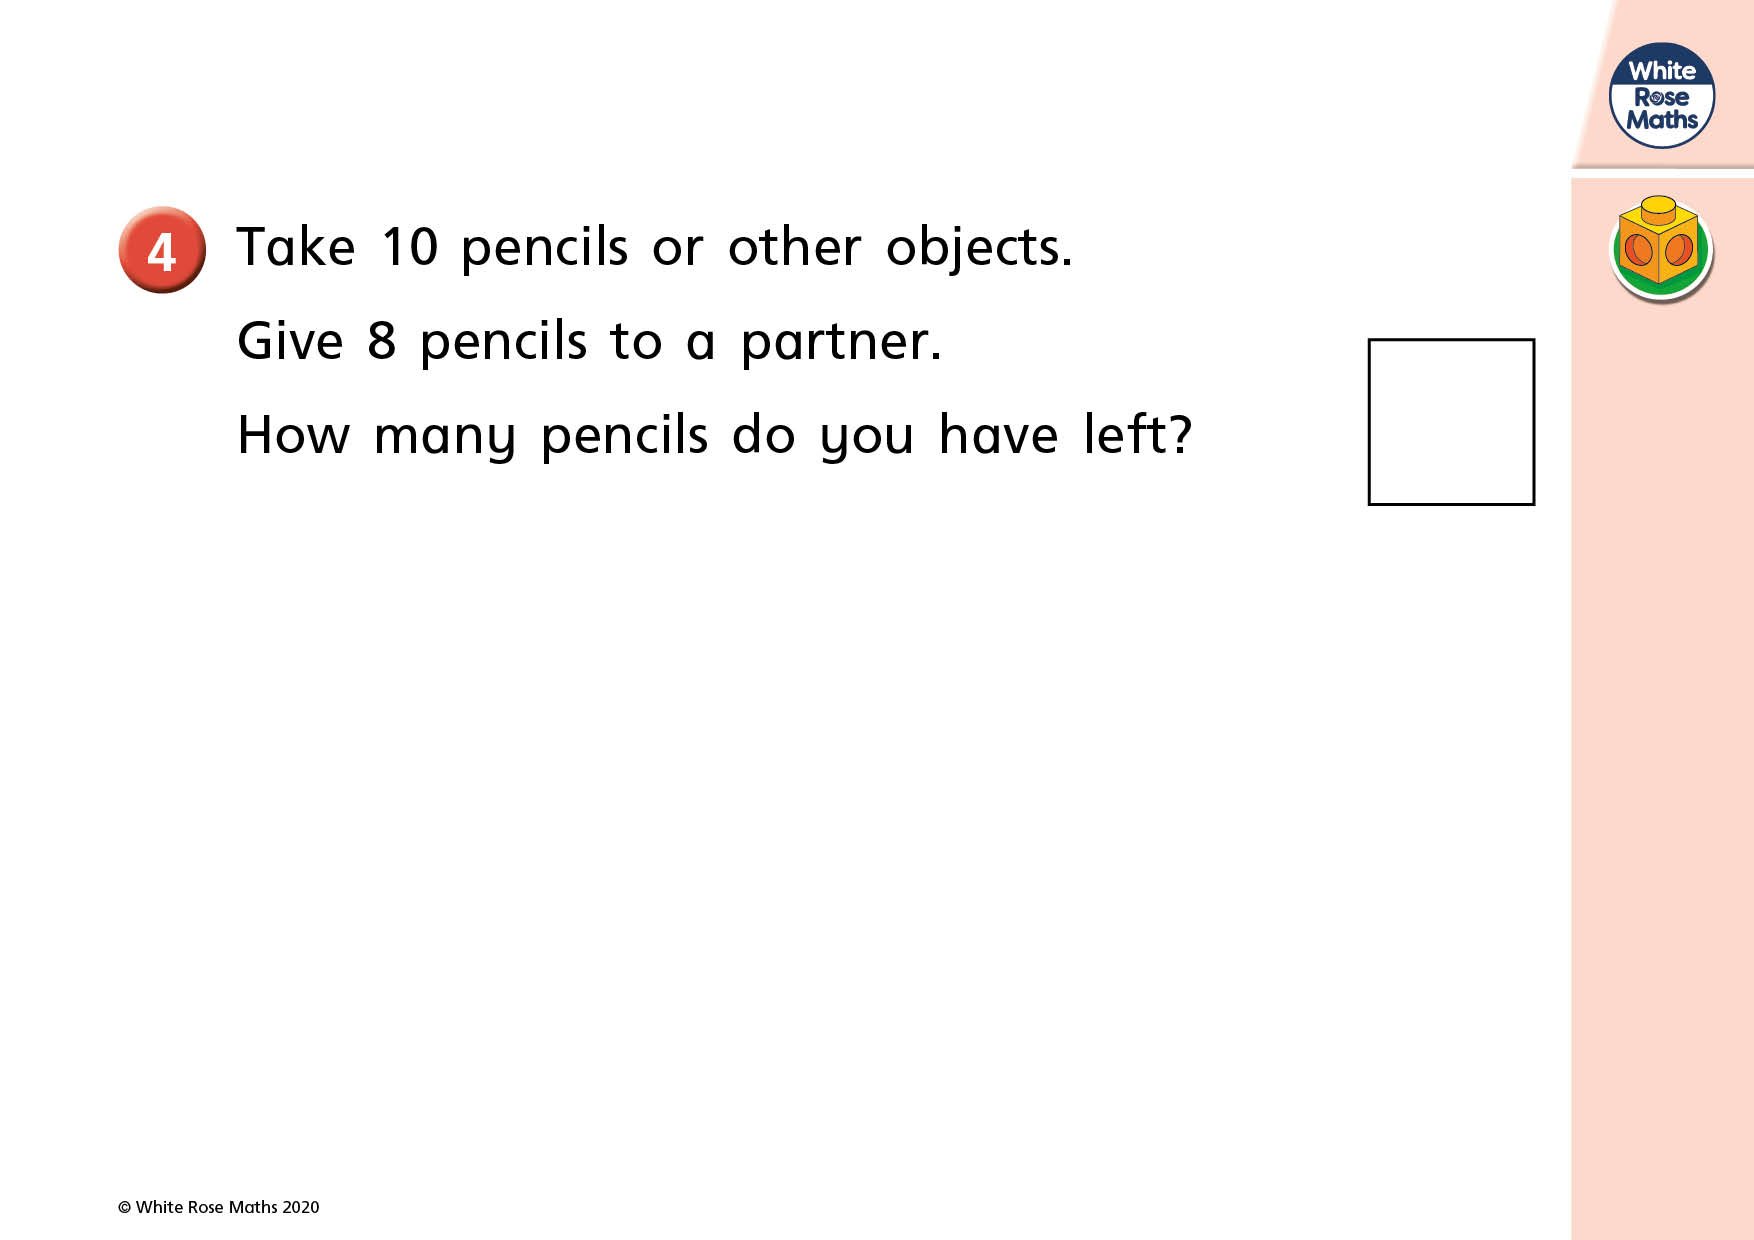 White
Rose
Maths
4 Take 10 pencils or other objects.
Give 8 pencils to a partner.
How many pencils do you have left?
© White Rose Maths 2020